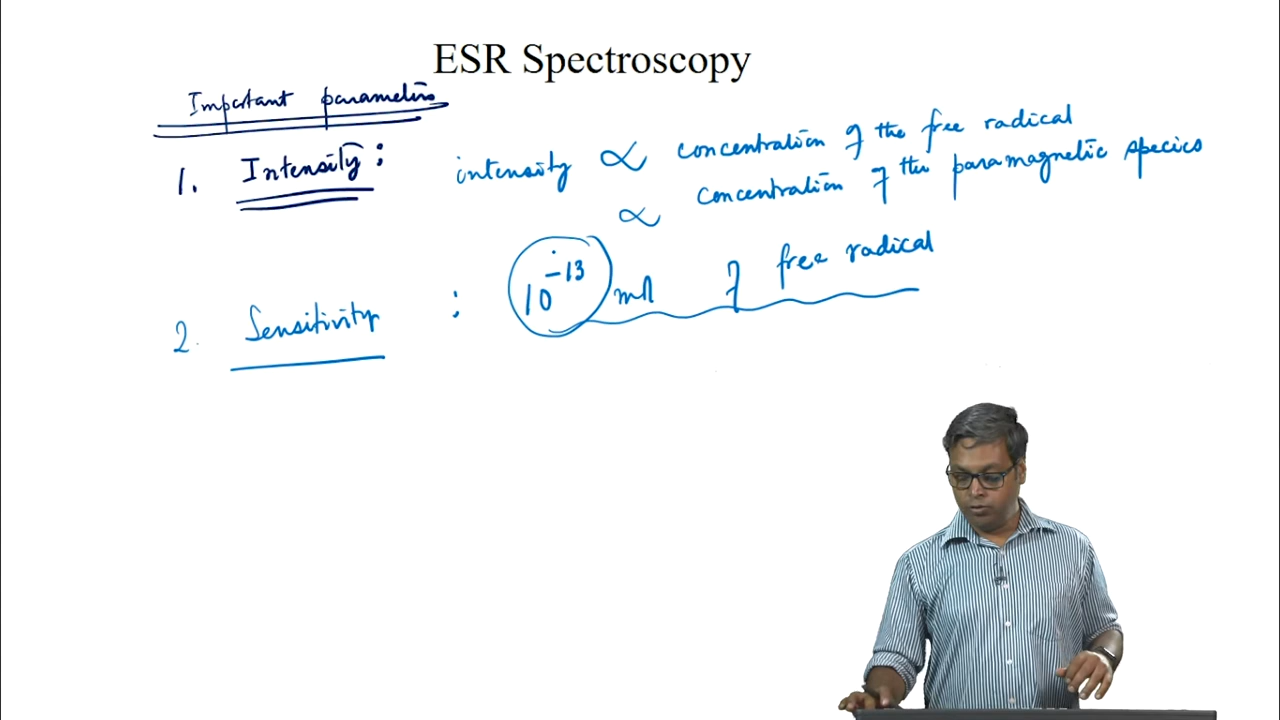 ESR Spectroscopy
Important parameters
1. Intensity : intensity ∝ concentration of the free radical
∝ concentration of the paramagnetic species
2. Sensitivity : 10⁻¹³ mol of free radical